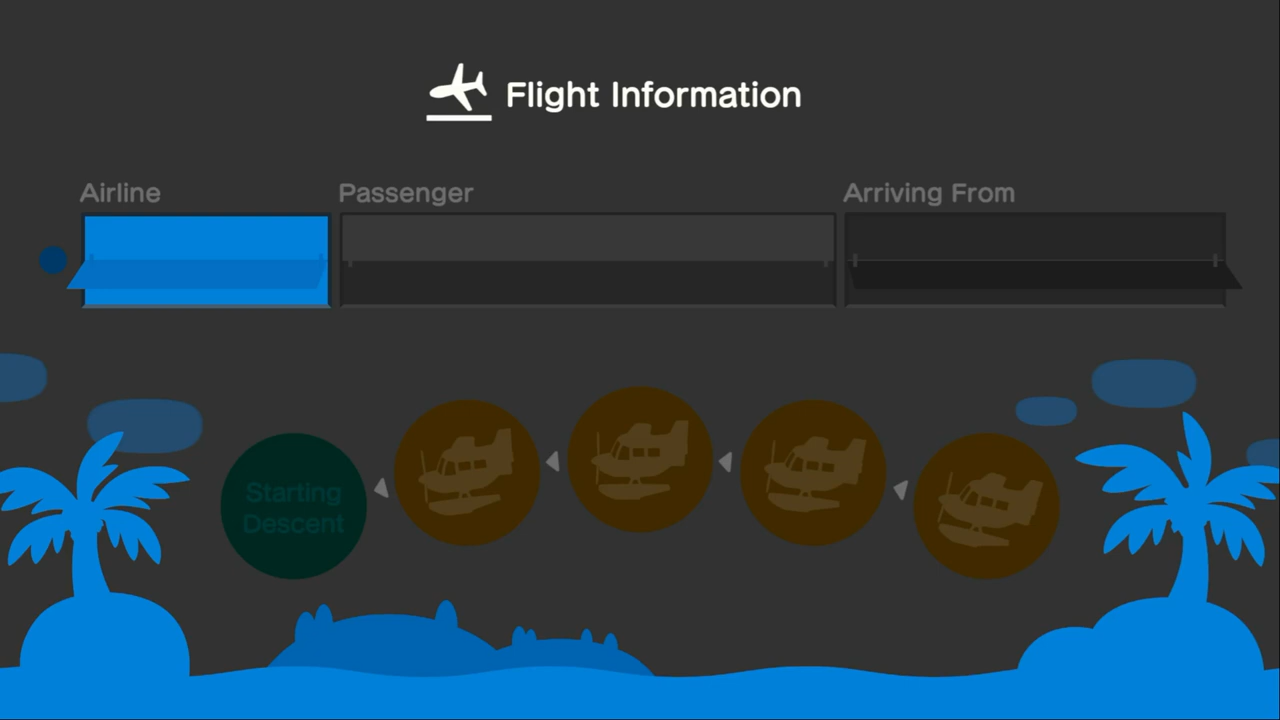 Flight Information
Airline
Passenger
Arriving From
Starting
Descent